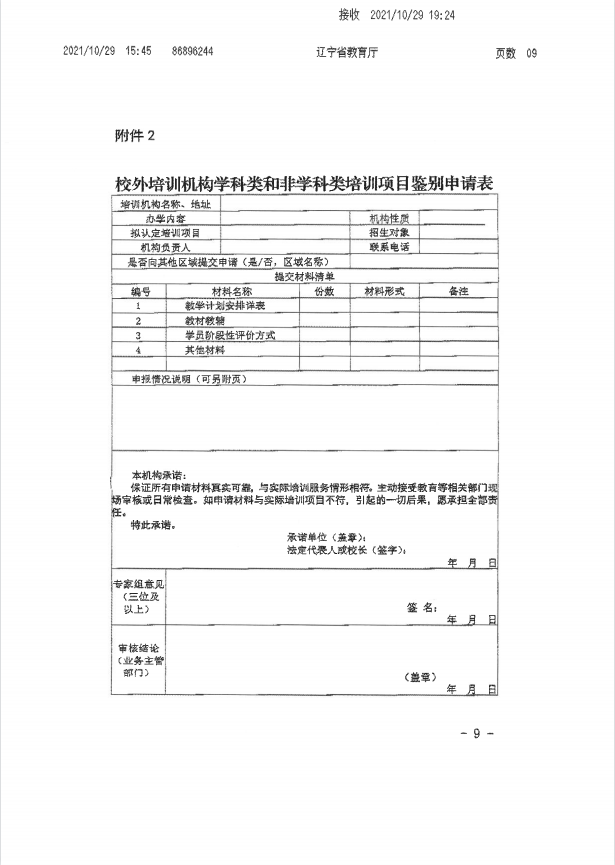 接收 2021/10/29 19:24
2021/10/29 15:45 86896244 辽宁省教育厅 页数 09
附件2
校外培训机构学科类和非学科类培训项目鉴别申请表
培训机构名称、地址
办学内容 机构性质
拟认定培训项目 招生对象
机构负责人 联系电话
是否向其他区域提交申请（是/否，区域名称）
提交材料清单
编号 材料名称 份数 材料形式 备注
1 教学计划安排详表
2 教材教辅
3 学员阶段性评价方式
4 其他材料
申报情况说明（可另附页）
本机构承诺：
保证所有申请材料真实可靠，与实际培训服务情形相符。主动接受教育等相关部门现
场审核或日常检查。如申请材料与实际培训项目不符，引起的一切后果，愿承担全部责
任。
特此承诺。
承诺单位（盖章）：
法定代表人或校长（签字）：
年 月 日
专家组意见
（三位及
以上）
签 名：
年 月 日
审核结论
（业务主管
部门）
（盖章）
年 月 日
- 9 -